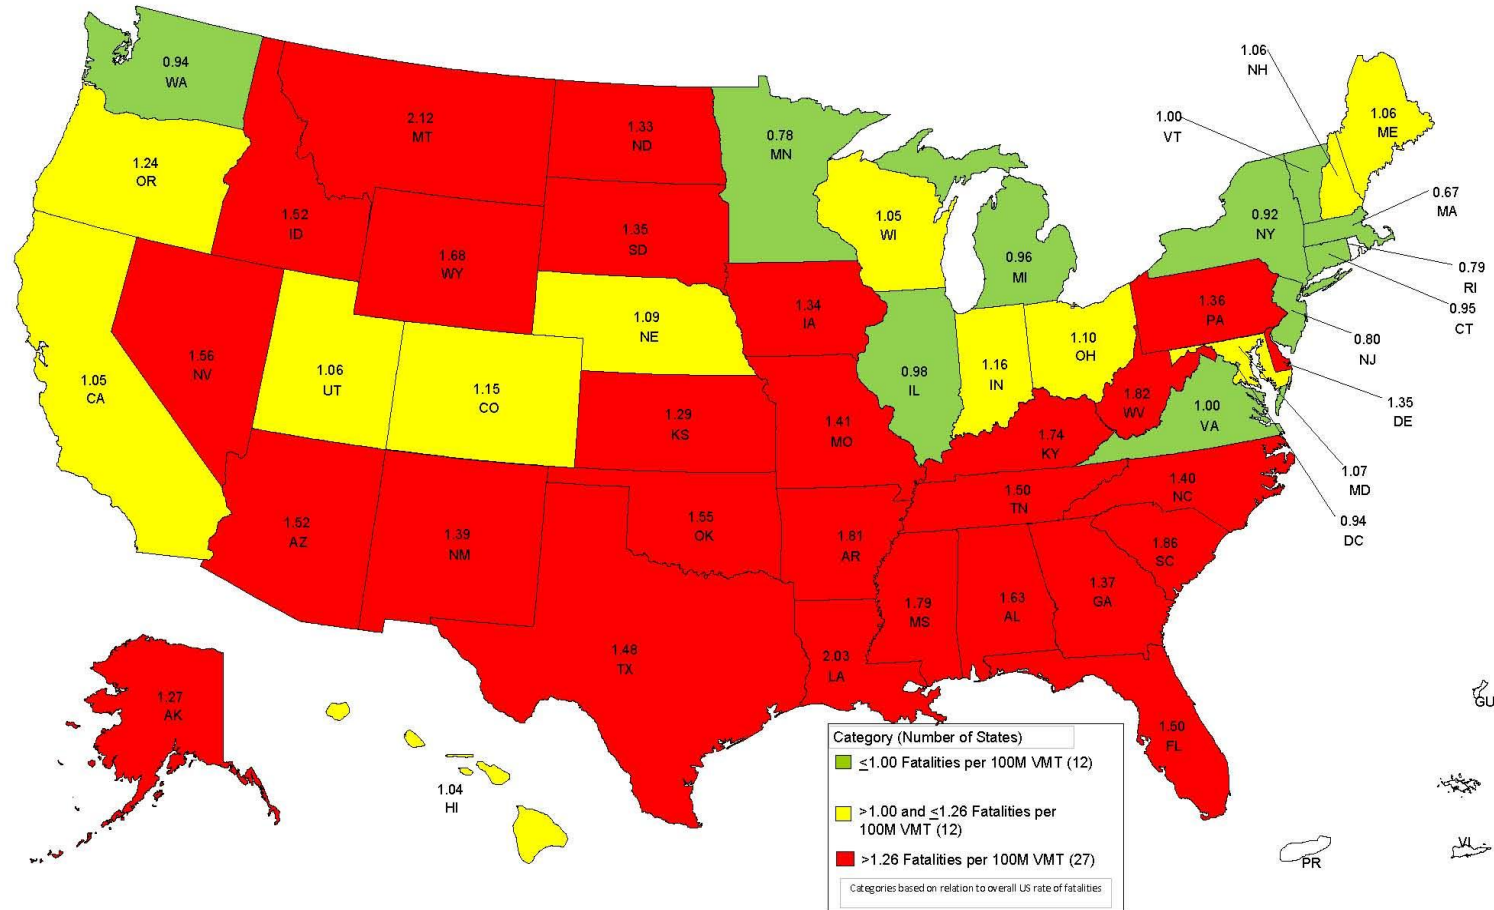 0.94
WA
1.24
OR
1.05
CA
1.52
ID
1.56
NV
2.12
MT
1.68
WY
1.06
UT
1.15
CO
1.52
AZ
1.39
NM
1.33
ND
1.35
SD
1.09
NE
1.29
KS
1.55
OK
1.48
TX
0.78
MN
1.34
IA
1.41
MO
1.81
AR
2.03
LA
1.05
WI
0.98
IL
0.96
MI
1.16
IN
1.10
OH
1.74
KY
1.50
TN
1.79
MS
1.63
AL
1.37
GA
1.50
FL
1.86
SC
1.40
NC
1.00
VA
1.82
WV
1.36
PA
0.92
NY
1.00
VT
1.06
NH
1.06
ME
0.67
MA
0.79
RI
0.95
CT
0.80
NJ
1.35
DE
1.07
MD
0.94
DC
1.27
AK
1.04
HI
GU
PR
VI
Category (Number of States)
≤1.00 Fatalities per 100M VMT (12)
>1.00 and ≤1.26 Fatalities per
100M VMT (12)
>1.26 Fatalities per 100M VMT (27)
Categories based on relation to overall US rate of fatalities